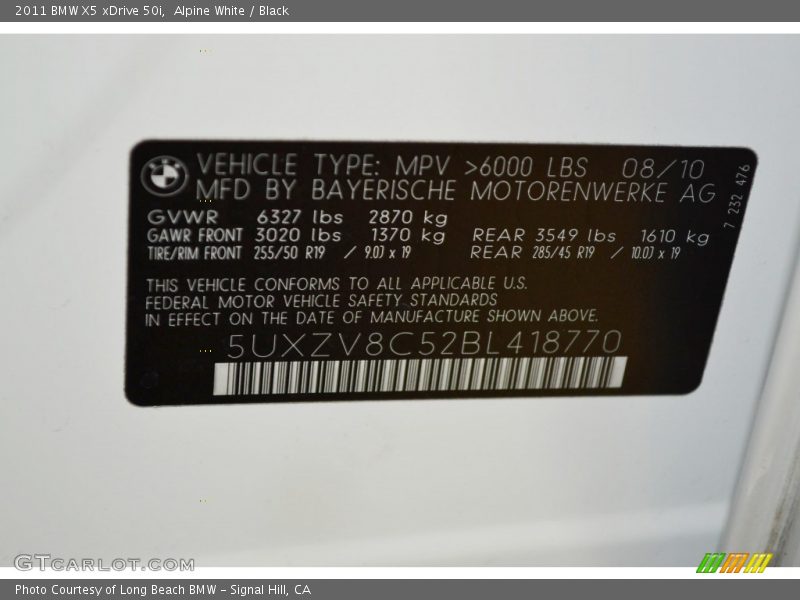 2011 BMW X5 xDrive 50i,  Alpine White / Black
VEHICLE TYPE: MPV >6000 LBS 08/10
MFD BY BAYERISCHE MOTORENWERKE AG
7 232 476
GVWR 6327 lbs 2870 kg
GAWR FRONT 3020 lbs 1370 kg REAR 3549 lbs 1610 kg
TIRE/RIM FRONT 255/50 R19 / 9.0J x 19 REAR 285/45 R19 / 10.0J x 19
THIS VEHICLE CONFORMS TO ALL APPLICABLE U.S.
FEDERAL MOTOR VEHICLE SAFETY STANDARDS
IN EFFECT ON THE DATE OF MANUFACTURE SHOWN ABOVE.
5UXZV8C52BL418770
GTCARLOT.COM
Photo Courtesy of Long Beach BMW - Signal Hill, CA